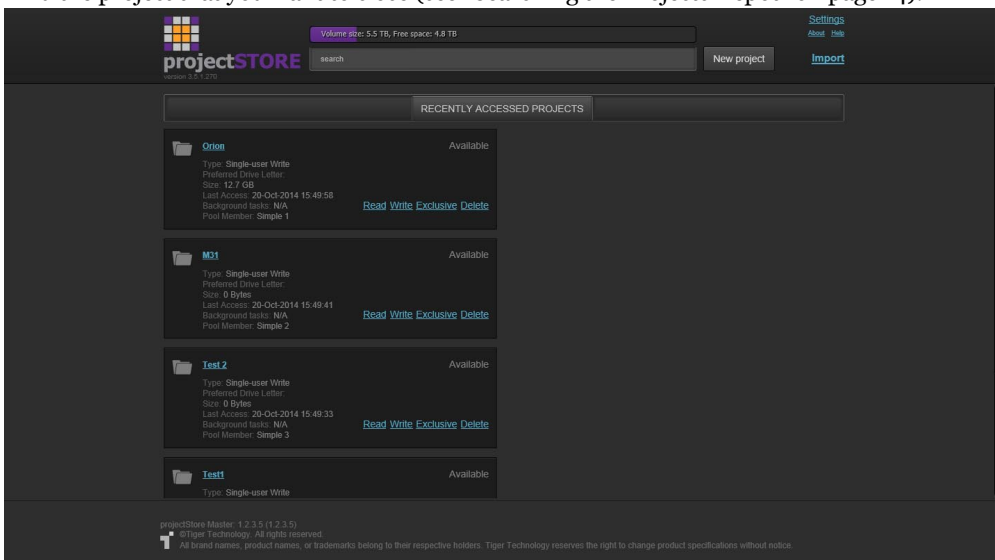 Settings
About Help
Volume size: 5.5 TB, Free space: 4.8 TB
projectSTORE
search
New project
Import
version 3.5.1.270
RECENTLY ACCESSED PROJECTS
Orion
Available
Type: Single-user Write
Preferred Drive Letter:
Size: 12.7 GB
Last Access: 20-Oct-2014 15:49:58
Background tasks: N/A
Read Write Exclusive Delete
Pool Member: Simple 1
M31
Available
Type: Single-user Write
Preferred Drive Letter:
Size: 0 Bytes
Last Access: 20-Oct-2014 15:49:41
Background tasks: N/A
Read Write Exclusive Delete
Pool Member: Simple 2
Test 2
Available
Type: Single-user Write
Preferred Drive Letter:
Size: 0 Bytes
Last Access: 20-Oct-2014 15:49:33
Background tasks: N/A
Read Write Exclusive Delete
Pool Member: Simple 3
Test1
Available
Type: Single-user Write
projectStore Master: 1.2.3.5 (1.2.3.5)
©Tiger Technology. All rights reserved.
All brand names, product names, or trademarks belong to their respective holders. Tiger Technology reserves the right to change product specifications without notice.